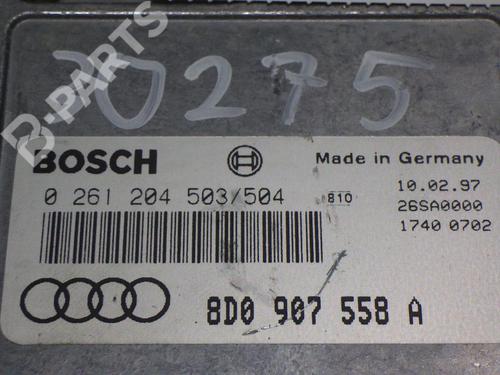 70275
B-PARTS
BOSCH
Made in Germany
0 261 204 503/504
810
10.02.97
26SA0000
1740 0702
8D0 907 558 A